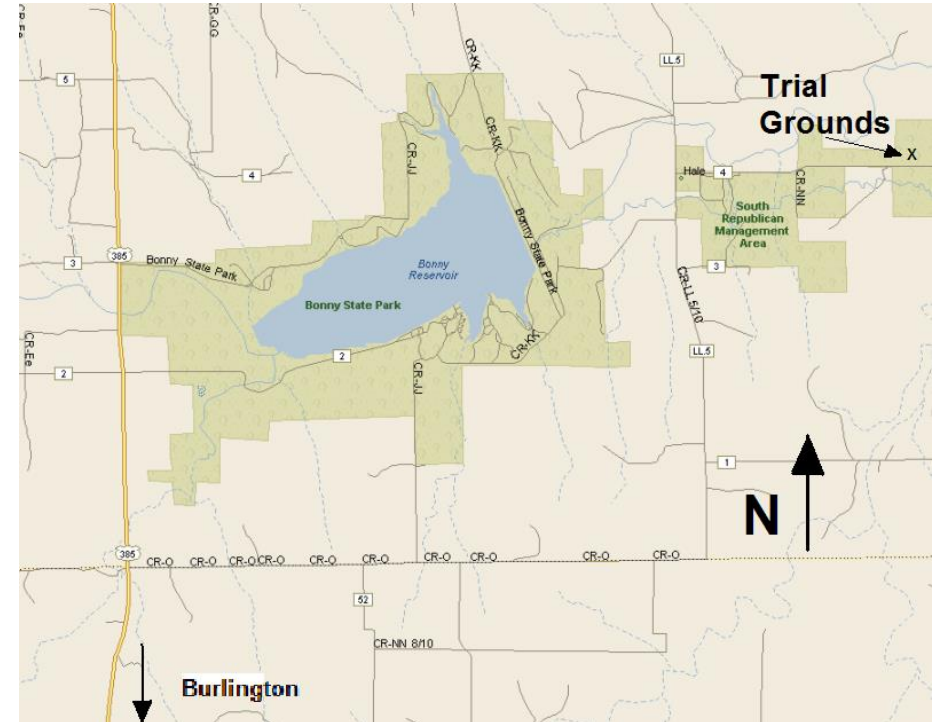 CR-Ee
CR-GG
CR-KK
LL.5
5
Trial
Grounds
X
CR-KK
CR-JJ
4
Hale
4
CR-NN
South
Republican
Management
Area
Bonny State Park
385
3
Bonny State Park
Bonny
Reservoir
3
Bonny State Park
CR-LL.5/10
CR-Ee
2
CR-KK
LL.5
2
CR-JJ
1
N
385
CR-O
CR-O
CR-O
CR-O
CR-O
CR-O
CR-O
CR-O
CR-O
CR-O
52
CR-NN 8/10
Burlington